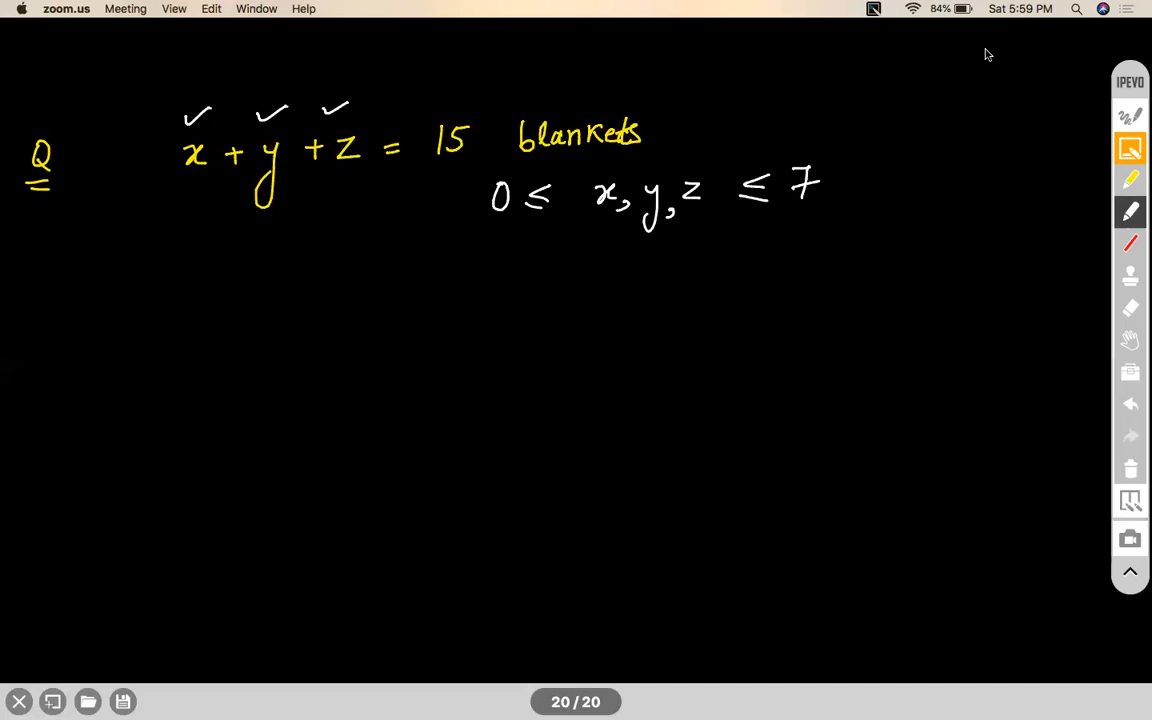 zoom.us Meeting View Edit Window Help 84% Sat 5:59 PM
IPEVO
Q x + y + z = 15 blankets
0 ≤ x, y, z ≤ 7
20 / 20